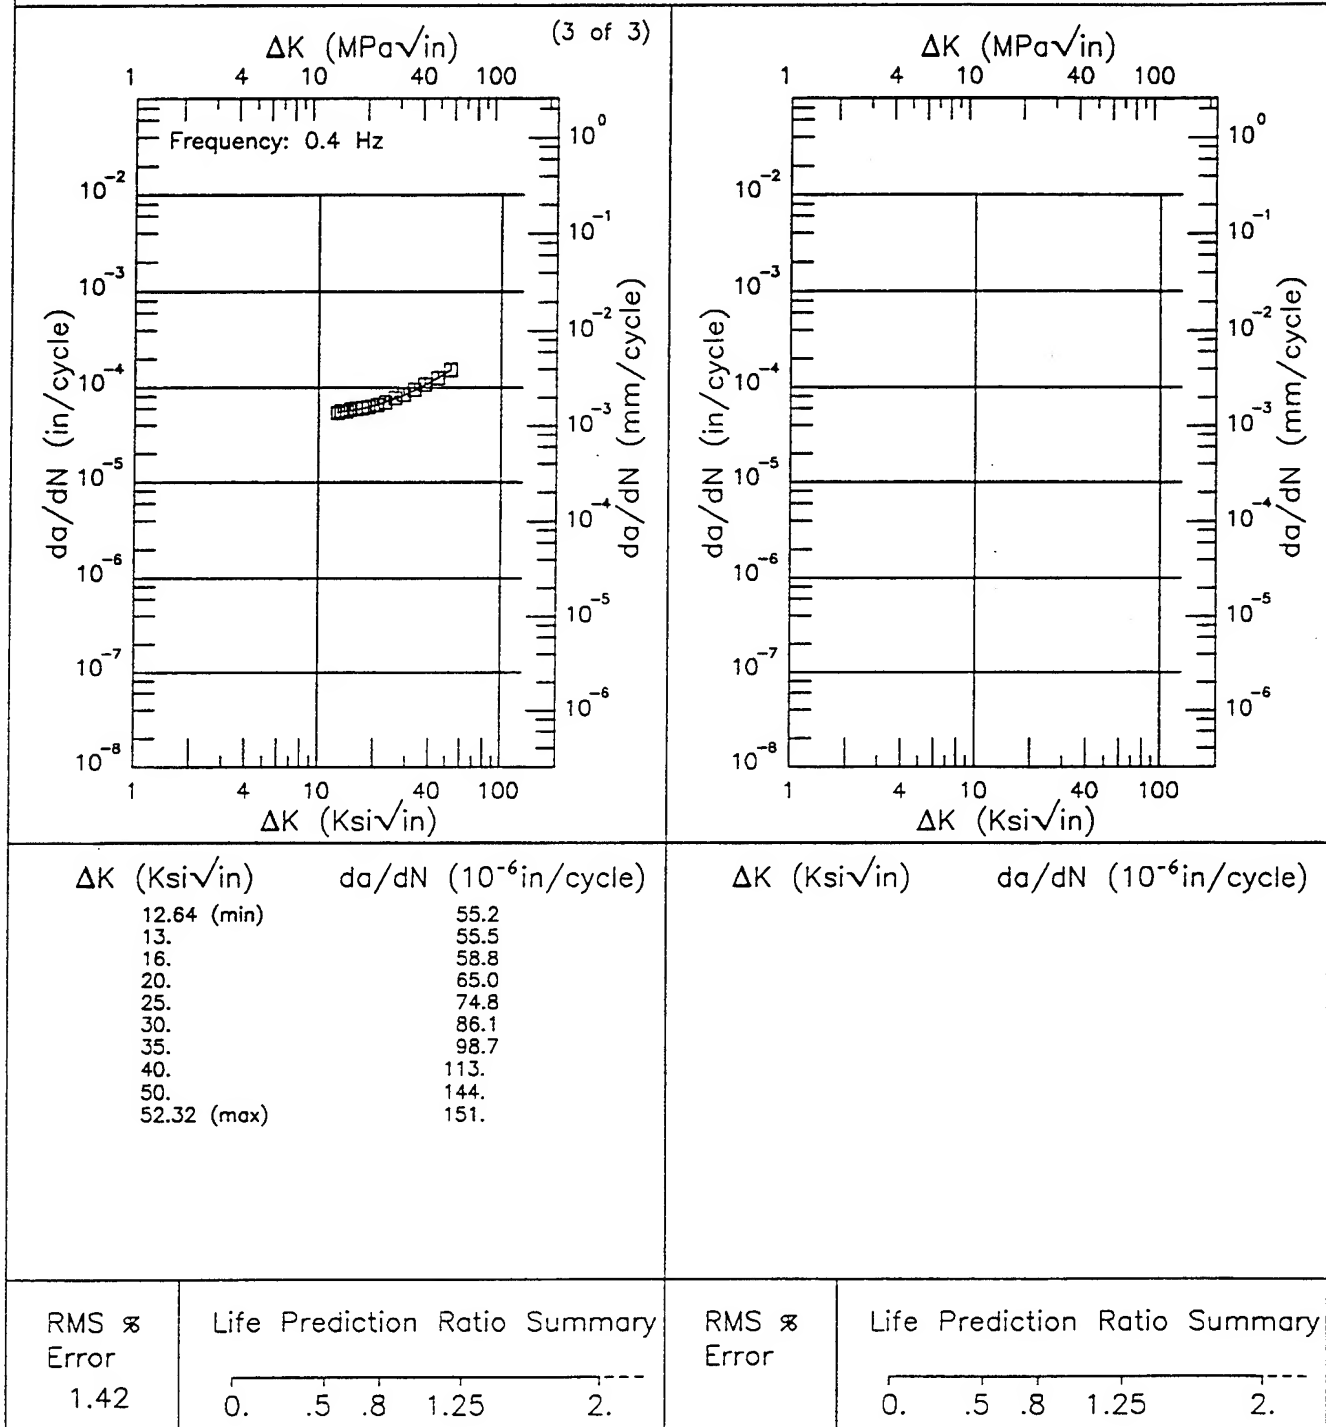 (3 of 3)
ΔK (MPa√in)
1 4 10 40 100
Frequency: 0.4 Hz
da/dN (in/cycle)
10⁻²
10⁻³
10⁻⁴
10⁻⁵
10⁻⁶
10⁻⁷
10⁻⁸
10⁰
10⁻¹
10⁻²
10⁻³
10⁻⁴
10⁻⁵
10⁻⁶
da/dN (mm/cycle)
1 4 10 40 100
ΔK (Ksi√in)
ΔK (MPa√in)
1 4 10 40 100
da/dN (in/cycle)
10⁻²
10⁻³
10⁻⁴
10⁻⁵
10⁻⁶
10⁻⁷
10⁻⁸
10⁰
10⁻¹
10⁻²
10⁻³
10⁻⁴
10⁻⁵
10⁻⁶
da/dN (mm/cycle)
1 4 10 40 100
ΔK (Ksi√in)
ΔK (Ksi√in) da/dN (10⁻⁶in/cycle)
12.64 (min) 55.2
13. 55.5
16. 58.8
20. 65.0
25. 74.8
30. 86.1
35. 98.7
40. 113.
50. 144.
52.32 (max) 151.
ΔK (Ksi√in) da/dN (10⁻⁶in/cycle)
RMS %
Error
1.42
Life Prediction Ratio Summary
0. .5 .8 1.25 2.
RMS %
Error
Life Prediction Ratio Summary
0. .5 .8 1.25 2.